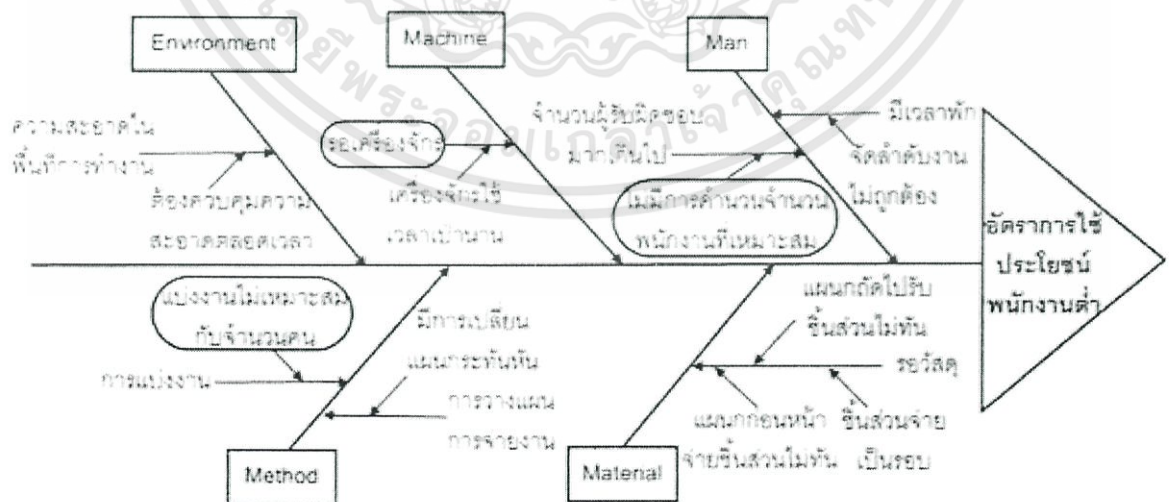 Environment
Machine
Man
ความสะอาดใน
พื้นที่การทำงาน
ต้องควบคุมความ
สะอาดตลอดเวลา
รอเครื่องจักร
เครื่องจักรใช้
เวลาเป่านาน
จำนวนผู้รับผิดชอบ
มากเกินไป
ไม่มีการคำนวนจำนวน
พนักงานที่เหมาะสม
มีเวลาพัก
จัดลำดับงาน
ไม่ถูกต้อง
อัตราการใช้
ประโยชน์
พนักงานต่ำ
แบ่งงานไม่เหมาะสม
กับจำนวนคน
การแบ่งงาน
มีการเปลี่ยน
แผนกระทันหัน
การวางแผน
การจ่ายงาน
แผนกถัดไปรับ
ชิ้นส่วนไม่ทัน
รอวัสดุ
แผนกก่อนหน้า
จ่ายชิ้นส่วนไม่ทัน
ชิ้นส่วนจ่าย
เป็นรอบ
Method
Material